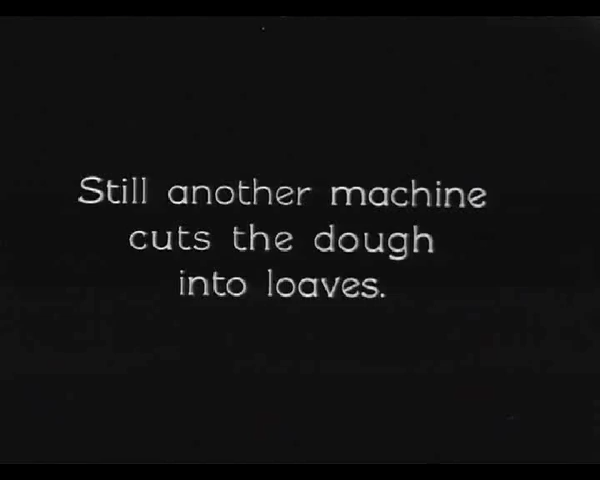 Still another machine
cuts the dough
into loaves.